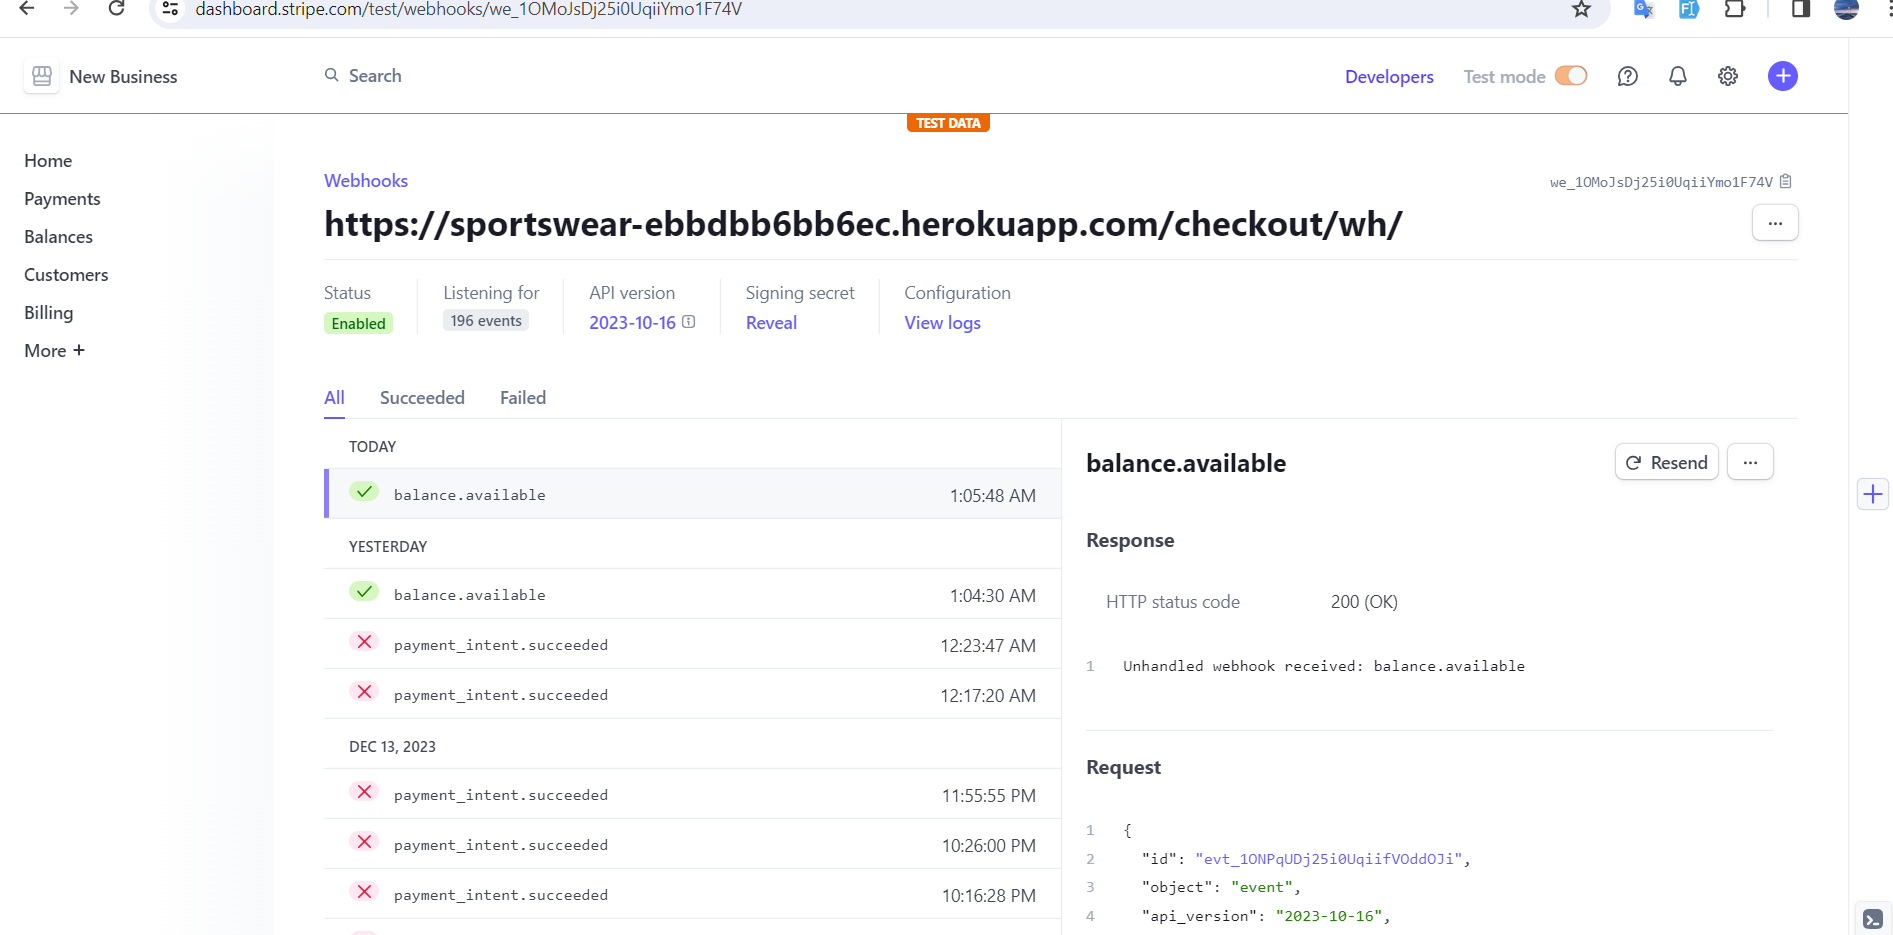 dashboard.stripe.com/test/webhooks/we_1OMoJsDj25i0UqiiYmo1F74V
New Business
Search
Developers
Test mode
TEST DATA
Home
Payments
Balances
Customers
Billing
More +
Webhooks
we_1OMoJsDj25i0UqiiYmo1F74V
https://sportswear-ebbdbb6bb6ec.herokuapp.com/checkout/wh/
Status
Enabled
Listening for
196 events
API version
2023-10-16
Signing secret
Reveal
Configuration
View logs
All
Succeeded
Failed
TODAY
balance.available 1:05:48 AM
YESTERDAY
balance.available 1:04:30 AM
payment_intent.succeeded 12:23:47 AM
payment_intent.succeeded 12:17:20 AM
DEC 13, 2023
payment_intent.succeeded 11:55:55 PM
payment_intent.succeeded 10:26:00 PM
payment_intent.succeeded 10:16:28 PM
balance.available
Resend
Response
HTTP status code 200 (OK)
1 Unhandled webhook received: balance.available
Request
1 {
2 "id": "evt_1ONPqUDj25i0UqiifVOddOJi",
3 "object": "event",
4 "api_version": "2023-10-16",